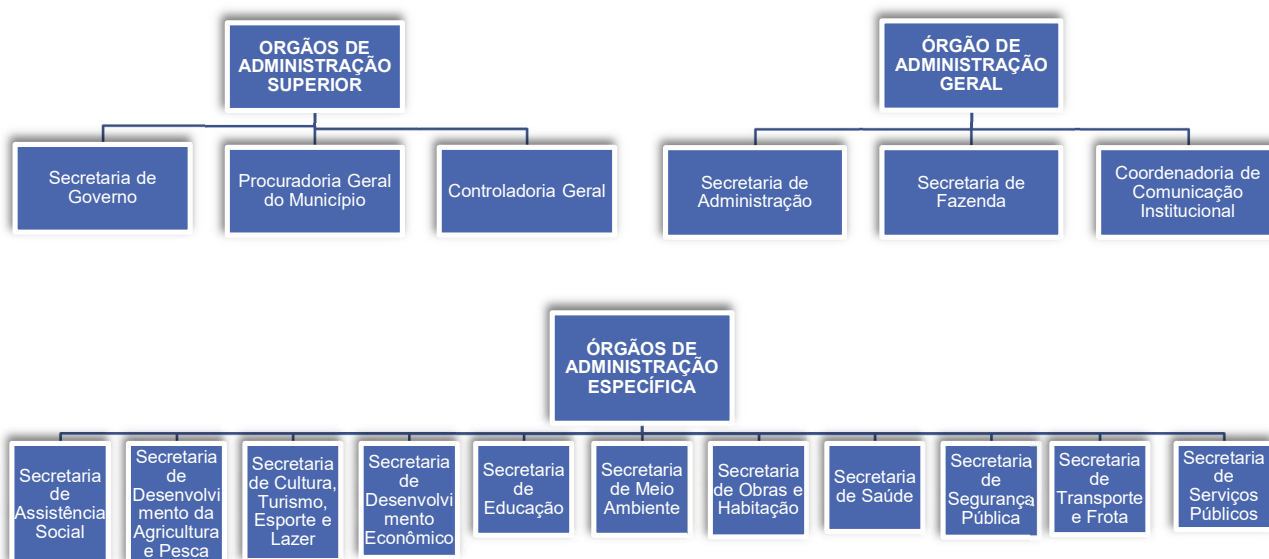 ORGÃOS DE
ADMINISTRAÇÃO
SUPERIOR
Secretaria de
Governo
Procuradoria Geral
do Município
Controladoria Geral
ÓRGÃO DE
ADMINISTRAÇÃO
GERAL
Secretaria de
Administração
Secretaria de
Fazenda
Coordenadoria de
Comunicação
Institucional
ÓRGÃOS DE
ADMINISTRAÇÃO
ESPECÍFICA
Secretaria
de
Assistência
Social
Secretaria
de
Desenvolvi
mento da
Agricultura
e Pesca
Secretaria
de Cultura,
Turismo,
Esporte e
Lazer
Secretaria
de
Desenvolvi
mento
Econômico
Secretaria
de
Educação
Secretaria
de Meio
Ambiente
Secretaria
de Obras e
Habitação
Secretaria
de Saúde
Secretaria
de
Segurança
Pública
Secretaria
de
Transporte
e Frota
Secretaria
de
Serviços
Públicos